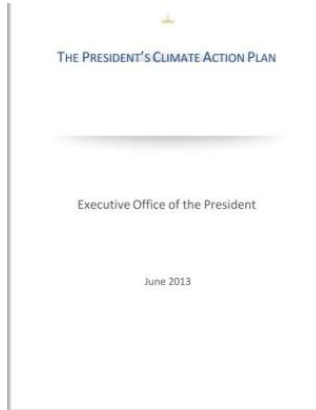 THE PRESIDENT'S CLIMATE ACTION PLAN
Executive Office of the President
June 2013